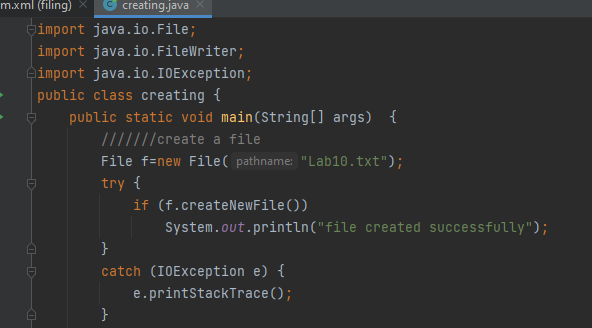 m.xml (filing) × creating.java ×
import java.io.File;
import java.io.FileWriter;
import java.io.IOException;
public class creating {
public static void main(String[] args)  {
///////create a file
File f=new File( pathname: "Lab10.txt");
try {
if (f.createNewFile())
System.out.println("file created successfully");
}
catch (IOException e) {
e.printStackTrace();
}